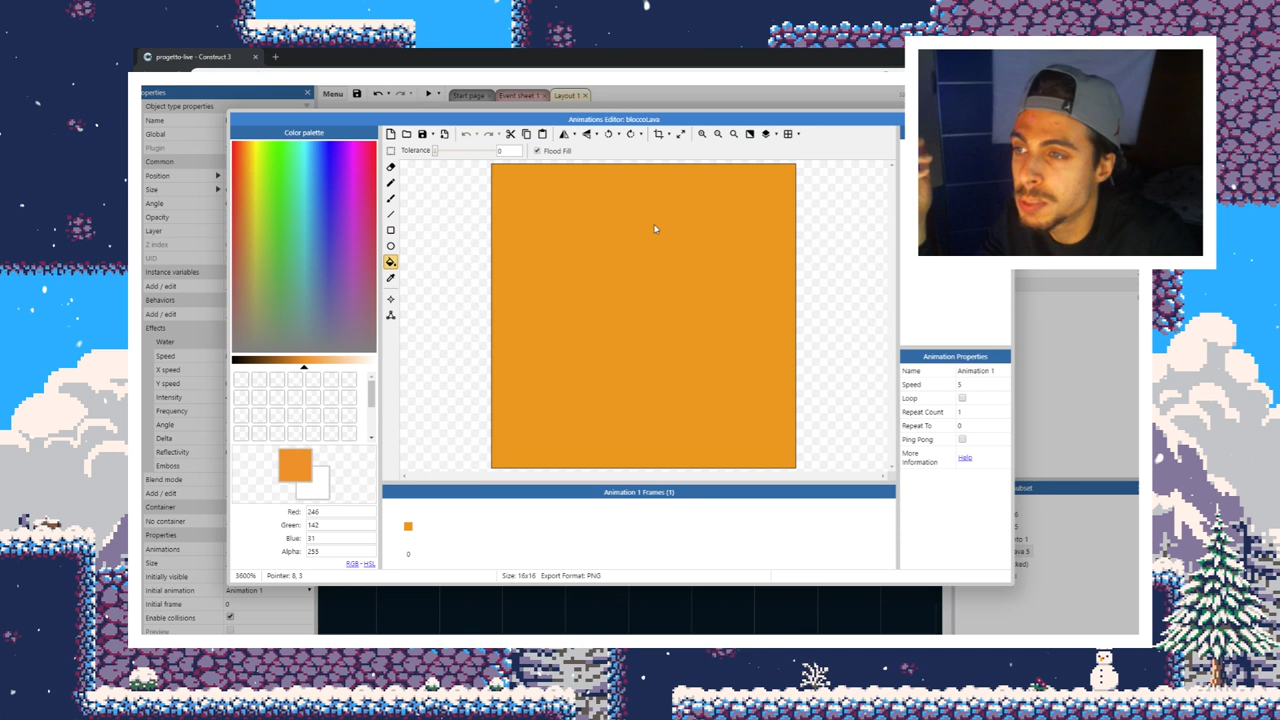 progetto-live - Construct 3
operties
Menu
Start page
Event sheet 1
Layout 1
Object type properties
Name
Global
Plugin
Common
Position
Size
Angle
Opacity
Layer
Z index
UID
Instance variables
Add / edit
Behaviors
Add / edit
Effects
Water
Speed
X speed
Y speed
Intensity
Frequency
Angle
Delta
Reflectivity
Emboss
Blend mode
Add / edit
Container
No container
Properties
Animations
Size
Initially visible
Initial animation Animation 1
Initial frame 0
Enable collisions
Preview
Animations Editor: bloccoLava
Color palette
Tolerance 0 Flood Fill
Red: 246
Green: 142
Blue: 31
Alpha: 255
RGB - HSL
Animation 1 Frames (1)
0
3600% Pointer: 8, 3 Size: 16x16 Export Format: PNG
Animation Properties
Name Animation 1
Speed 5
Loop
Repeat Count 1
Repeat To 0
Ping Pong
More Information Help